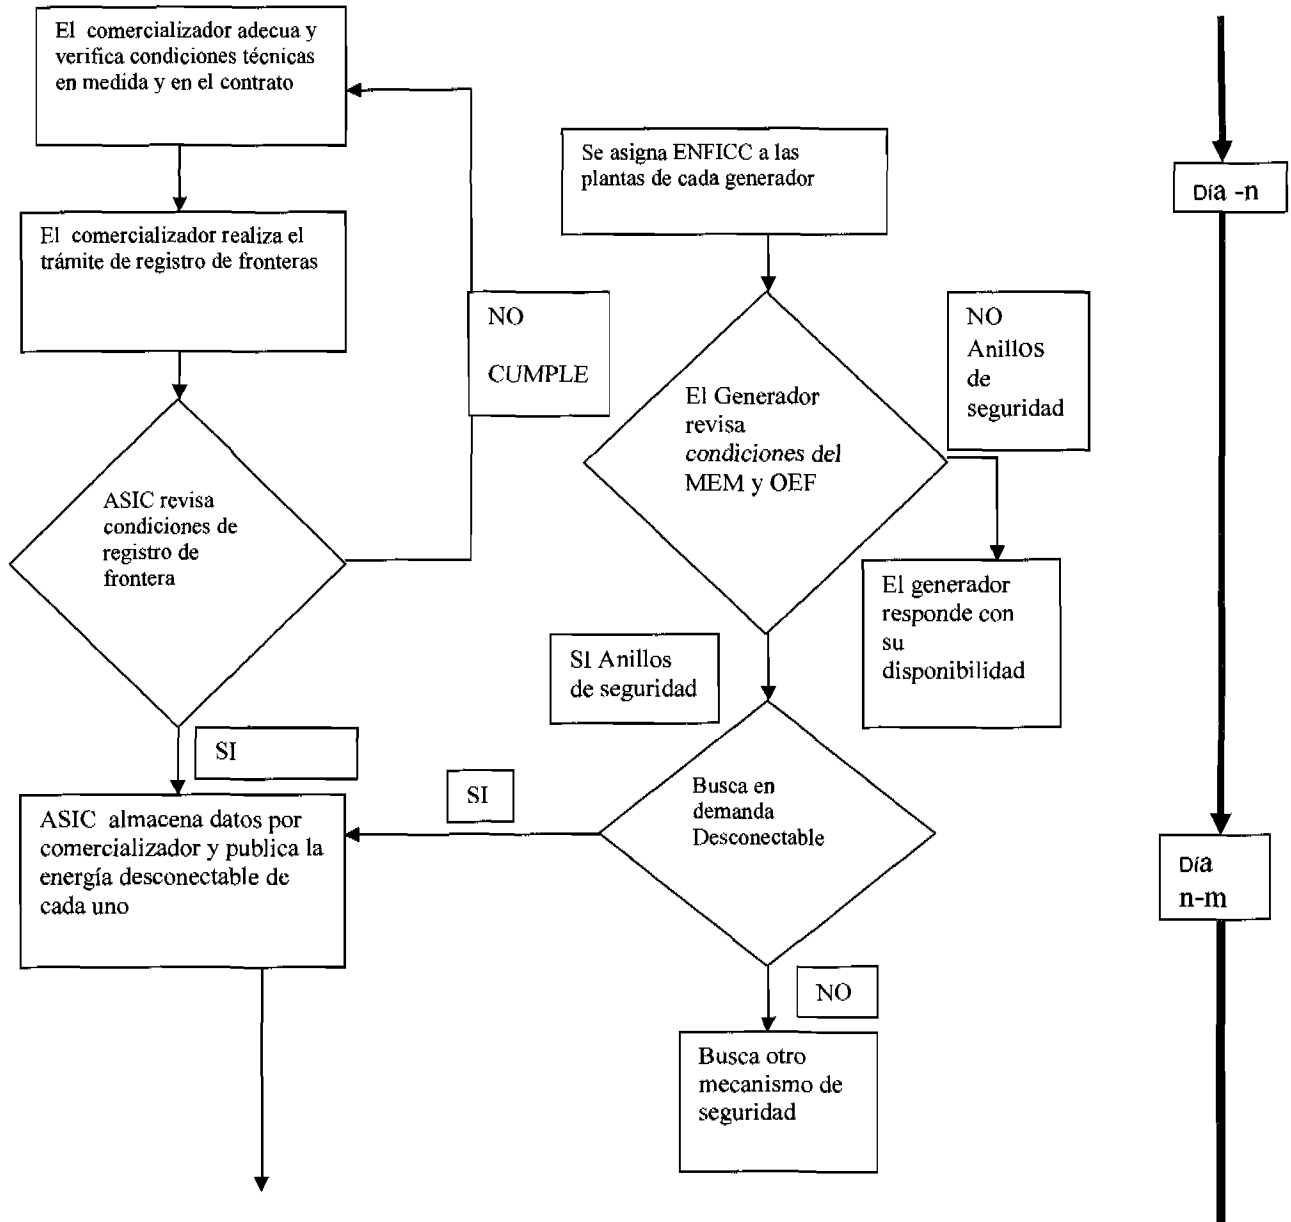 El comercializador adecua y
verifica condiciones técnicas
en medida y en el contrato
El comercializador realiza el
trámite de registro de fronteras
ASIC revisa
condiciones de
registro de
frontera
NO
CUMPLE
SI
ASIC almacena datos por
comercializador y publica la
energía desconectable de
cada uno
Se asigna ENFICC a las
plantas de cada generador
El Generador
revisa
condiciones del
MEM y OEF
NO
Anillos
de
seguridad
El generador
responde con
su
disponibilidad
SI Anillos
de seguridad
SI
Busca en
demanda
Desconectable
NO
Busca otro
mecanismo de
seguridad
Día -n
Día
n-m